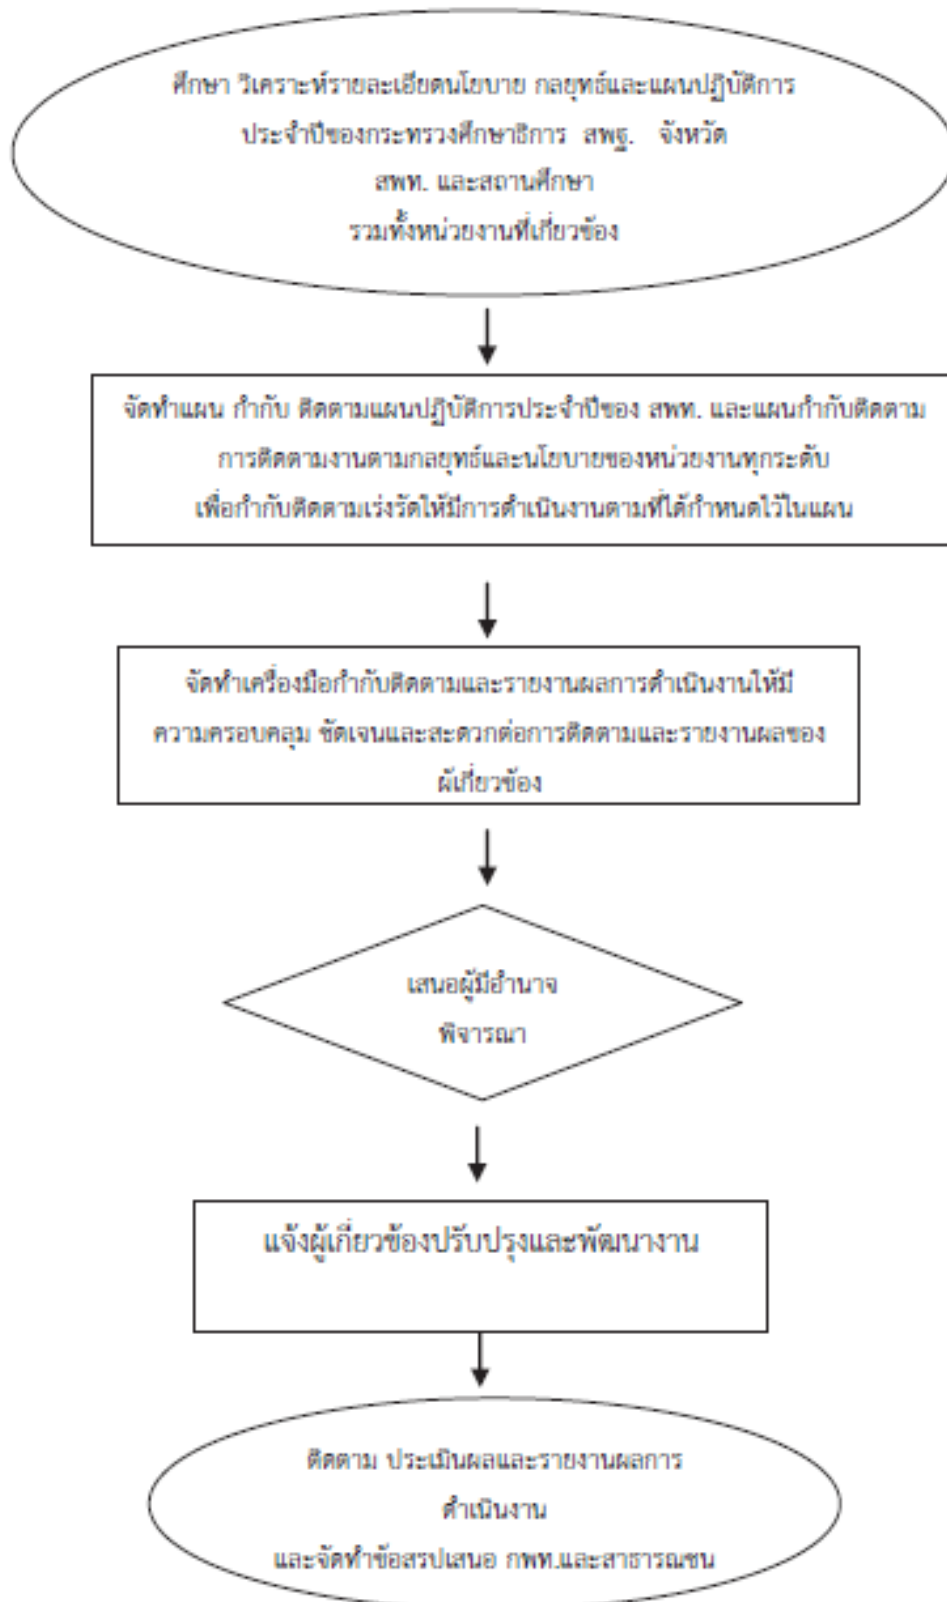 ศึกษา วิเคราะห์รายละเอียดนโยบาย กลยุทธ์และแผนปฏิบัติการ
ประจำปีของกระทรวงศึกษาธิการ สพฐ. จังหวัด
สพท. และสถานศึกษา
รวมทั้งหน่วยงานที่เกี่ยวข้อง
จัดทำแผน กำกับ ติดตามแผนปฏิบัติการประจำปีของ สพท. และแผนกำกับติดตาม
การติดตามงานตามกลยุทธ์และนโยบายของหน่วยงานทุกระดับ
เพื่อกำกับติดตามเร่งรัดให้มีการดำเนินงานตามที่ได้กำหนดไว้ในแผน
จัดทำเครื่องมือกำกับติดตามและรายงานผลการดำเนินงานให้มี
ความครอบคลุม ชัดเจนและสะดวกต่อการติดตามและรายงานผลของ
ผู้เกี่ยวข้อง
เสนอผู้มีอำนาจ
พิจารณา
แจ้งผู้เกี่ยวข้องปรับปรุงและพัฒนางาน
ติดตาม ประเมินผลและรายงานผลการ
ดำเนินงาน
และจัดทำข้อสรุปเสนอ กพท.และสาธารณชน